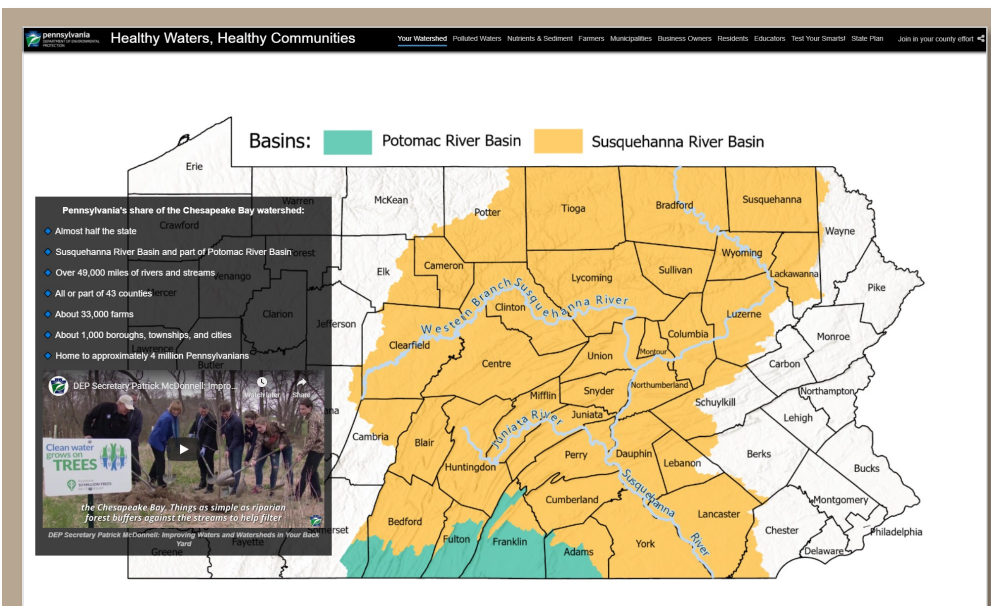 pennsylvania
DEPARTMENT OF ENVIRONMENTAL
PROTECTION
Healthy Waters, Healthy Communities
Your Watershed Polluted Waters Nutrients & Sediment Farmers Municipalities Business Owners Residents Educators Test Your Smarts! State Plan Join in your county effort
Basins: Potomac River Basin Susquehanna River Basin
Erie
Warren
McKean
Potter
Tioga
Bradford
Susquehanna
Wayne
Pennsylvania's share of the Chesapeake Bay watershed:
Almost half the state
Susquehanna River Basin and part of Potomac River Basin
Over 49,000 miles of rivers and streams
All or part of 43 counties
About 33,000 farms
About 1,000 boroughs, townships, and cities
Home to approximately 4 million Pennsylvanians
Crawford
Forest
Venango
Mercer
Clarion
Jefferson
Lawrence
Butler
Elk
Cameron
Lycoming
Sullivan
Wyoming
Lackawanna
Pike
Western Branch Susquehanna River
Clinton
Luzerne
Columbia
Monroe
Clearfield
Centre
Union
Montour
Carbon
Northumberland
Northampton
Snyder
Mifflin
Schuylkill
Lehigh
Juniata River
Juniata
Cambria
Blair
Huntingdon
Perry
Dauphin
Lebanon
Berks
Bucks
Susquehanna
River
Cumberland
Lancaster
Montgomery
Philadelphia
Bedford
Fulton
Franklin
Adams
York
Chester
Delaware
DEP Secretary Patrick McDonnell: Impro...
Watch later Share
Clean water
grows on
TREES
the Chesapeake Bay. Things as simple as riparian
forest buffers against the streams to help filter
DEP Secretary Patrick McDonnell: Improving Waters and Watersheds in Your Back
Yard
Greene
Fayette